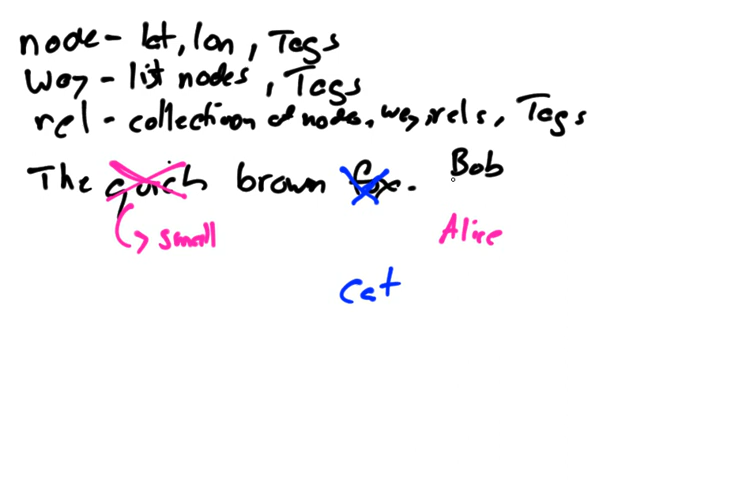 node - lat, lon, Tags
way - list nodes, Tags
rel - collection of nodes, ways, rels, Tags
The quick brown fox. Bob
small Alice
cat